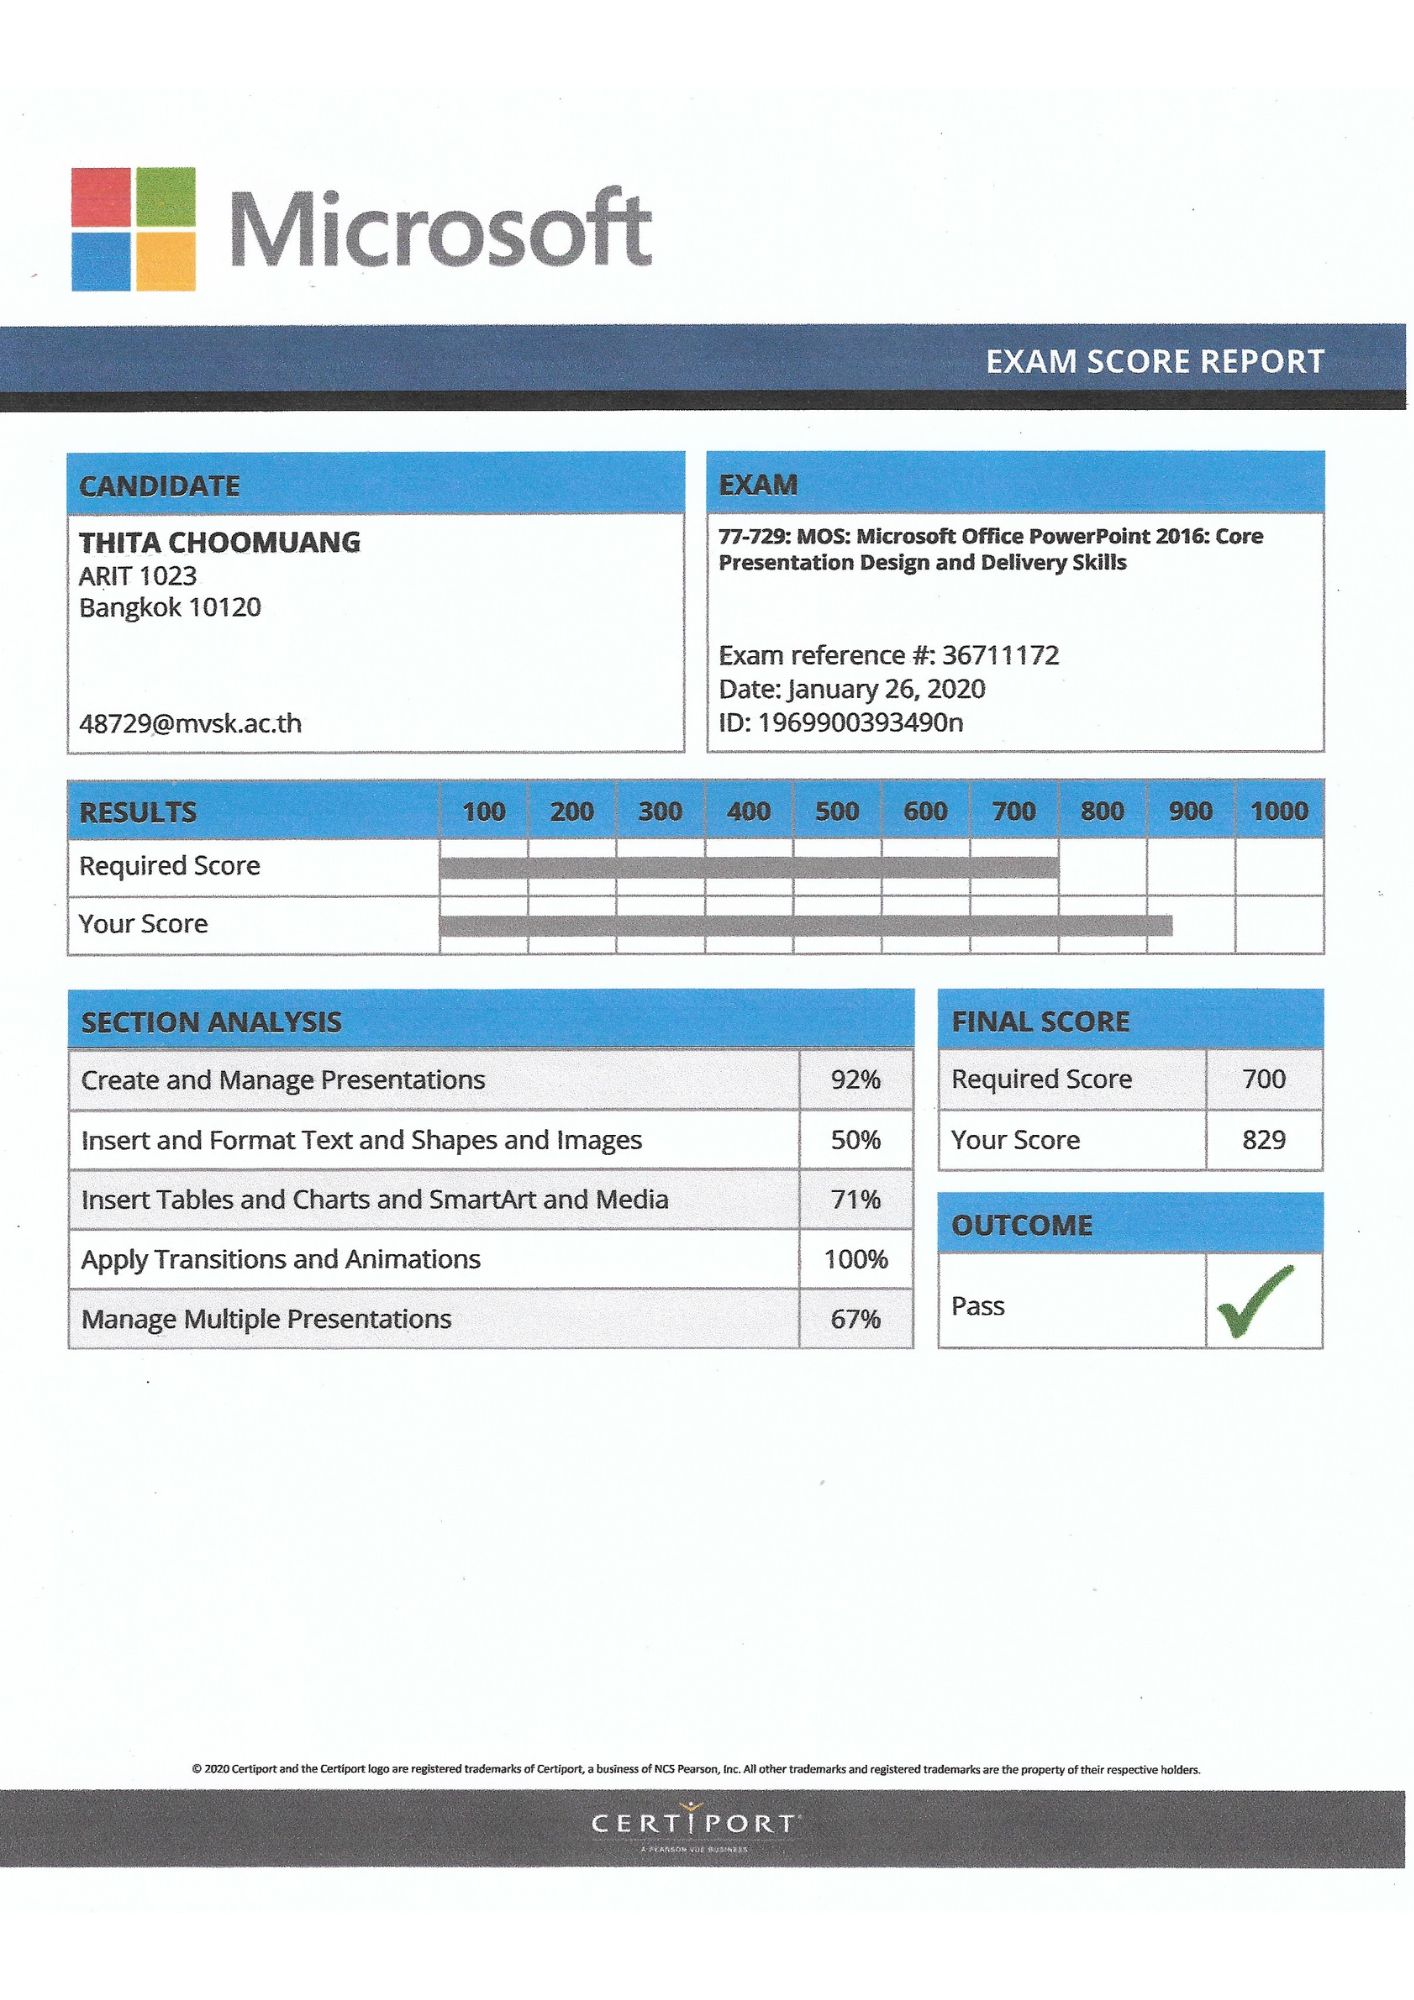 Microsoft
EXAM SCORE REPORT
CANDIDATE
THITA CHOOMUANG
ARIT 1023
Bangkok 10120
48729@mvsk.ac.th
EXAM
77-729: MOS: Microsoft Office PowerPoint 2016: Core
Presentation Design and Delivery Skills
Exam reference #: 36711172
Date: January 26, 2020
ID: 1969900393490n
RESULTS 100 200 300 400 500 600 700 800 900 1000
Required Score
Your Score
SECTION ANALYSIS
Create and Manage Presentations 92%
Insert and Format Text and Shapes and Images 50%
Insert Tables and Charts and SmartArt and Media 71%
Apply Transitions and Animations 100%
Manage Multiple Presentations 67%
FINAL SCORE
Required Score 700
Your Score 829
OUTCOME
Pass
© 2020 Certiport and the Certiport logo are registered trademarks of Certiport, a business of NCS Pearson, Inc. All other trademarks and registered trademarks are the property of their respective holders.
CERTIPORT
A PEARSON VUE BUSINESS